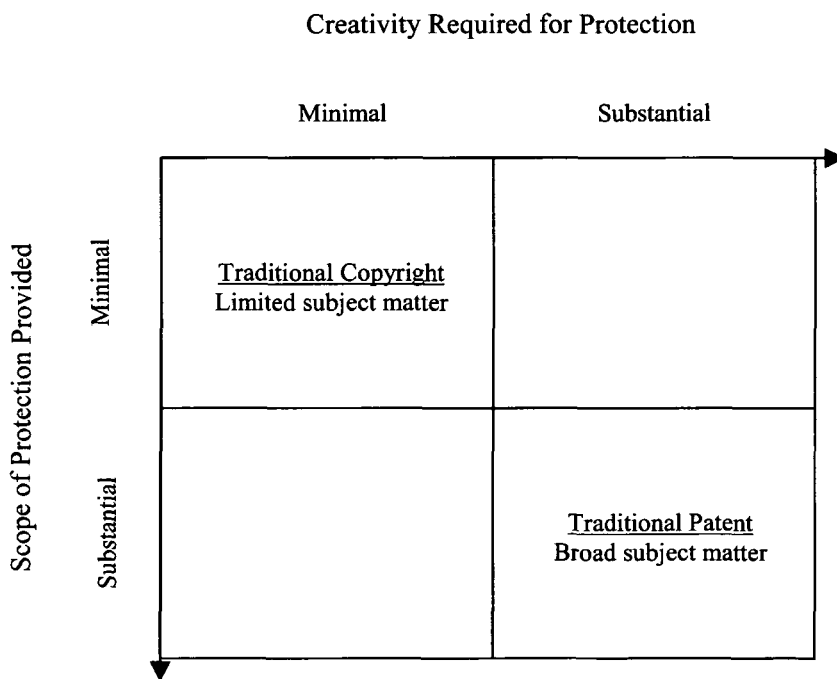 Creativity Required for Protection
Minimal
Substantial
Scope of Protection Provided
Minimal
Substantial
Traditional Copyright
Limited subject matter
Traditional Patent
Broad subject matter